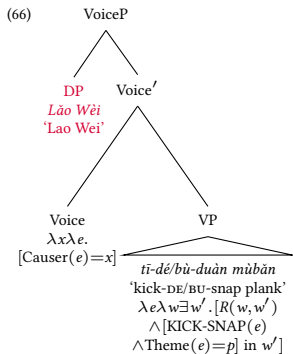 (66) VoiceP
DP Voice′
Lǎo Wèi
‘Lao Wei’
Voice VP
λxλe.
[Causer(e)=x]
tī-dé/bù-duàn mùbǎn
‘kick-DE/BU-snap plank’
λeλw∃w′.[R(w,w′)
∧[KICK-SNAP(e)
∧Theme(e)=p] in w′]